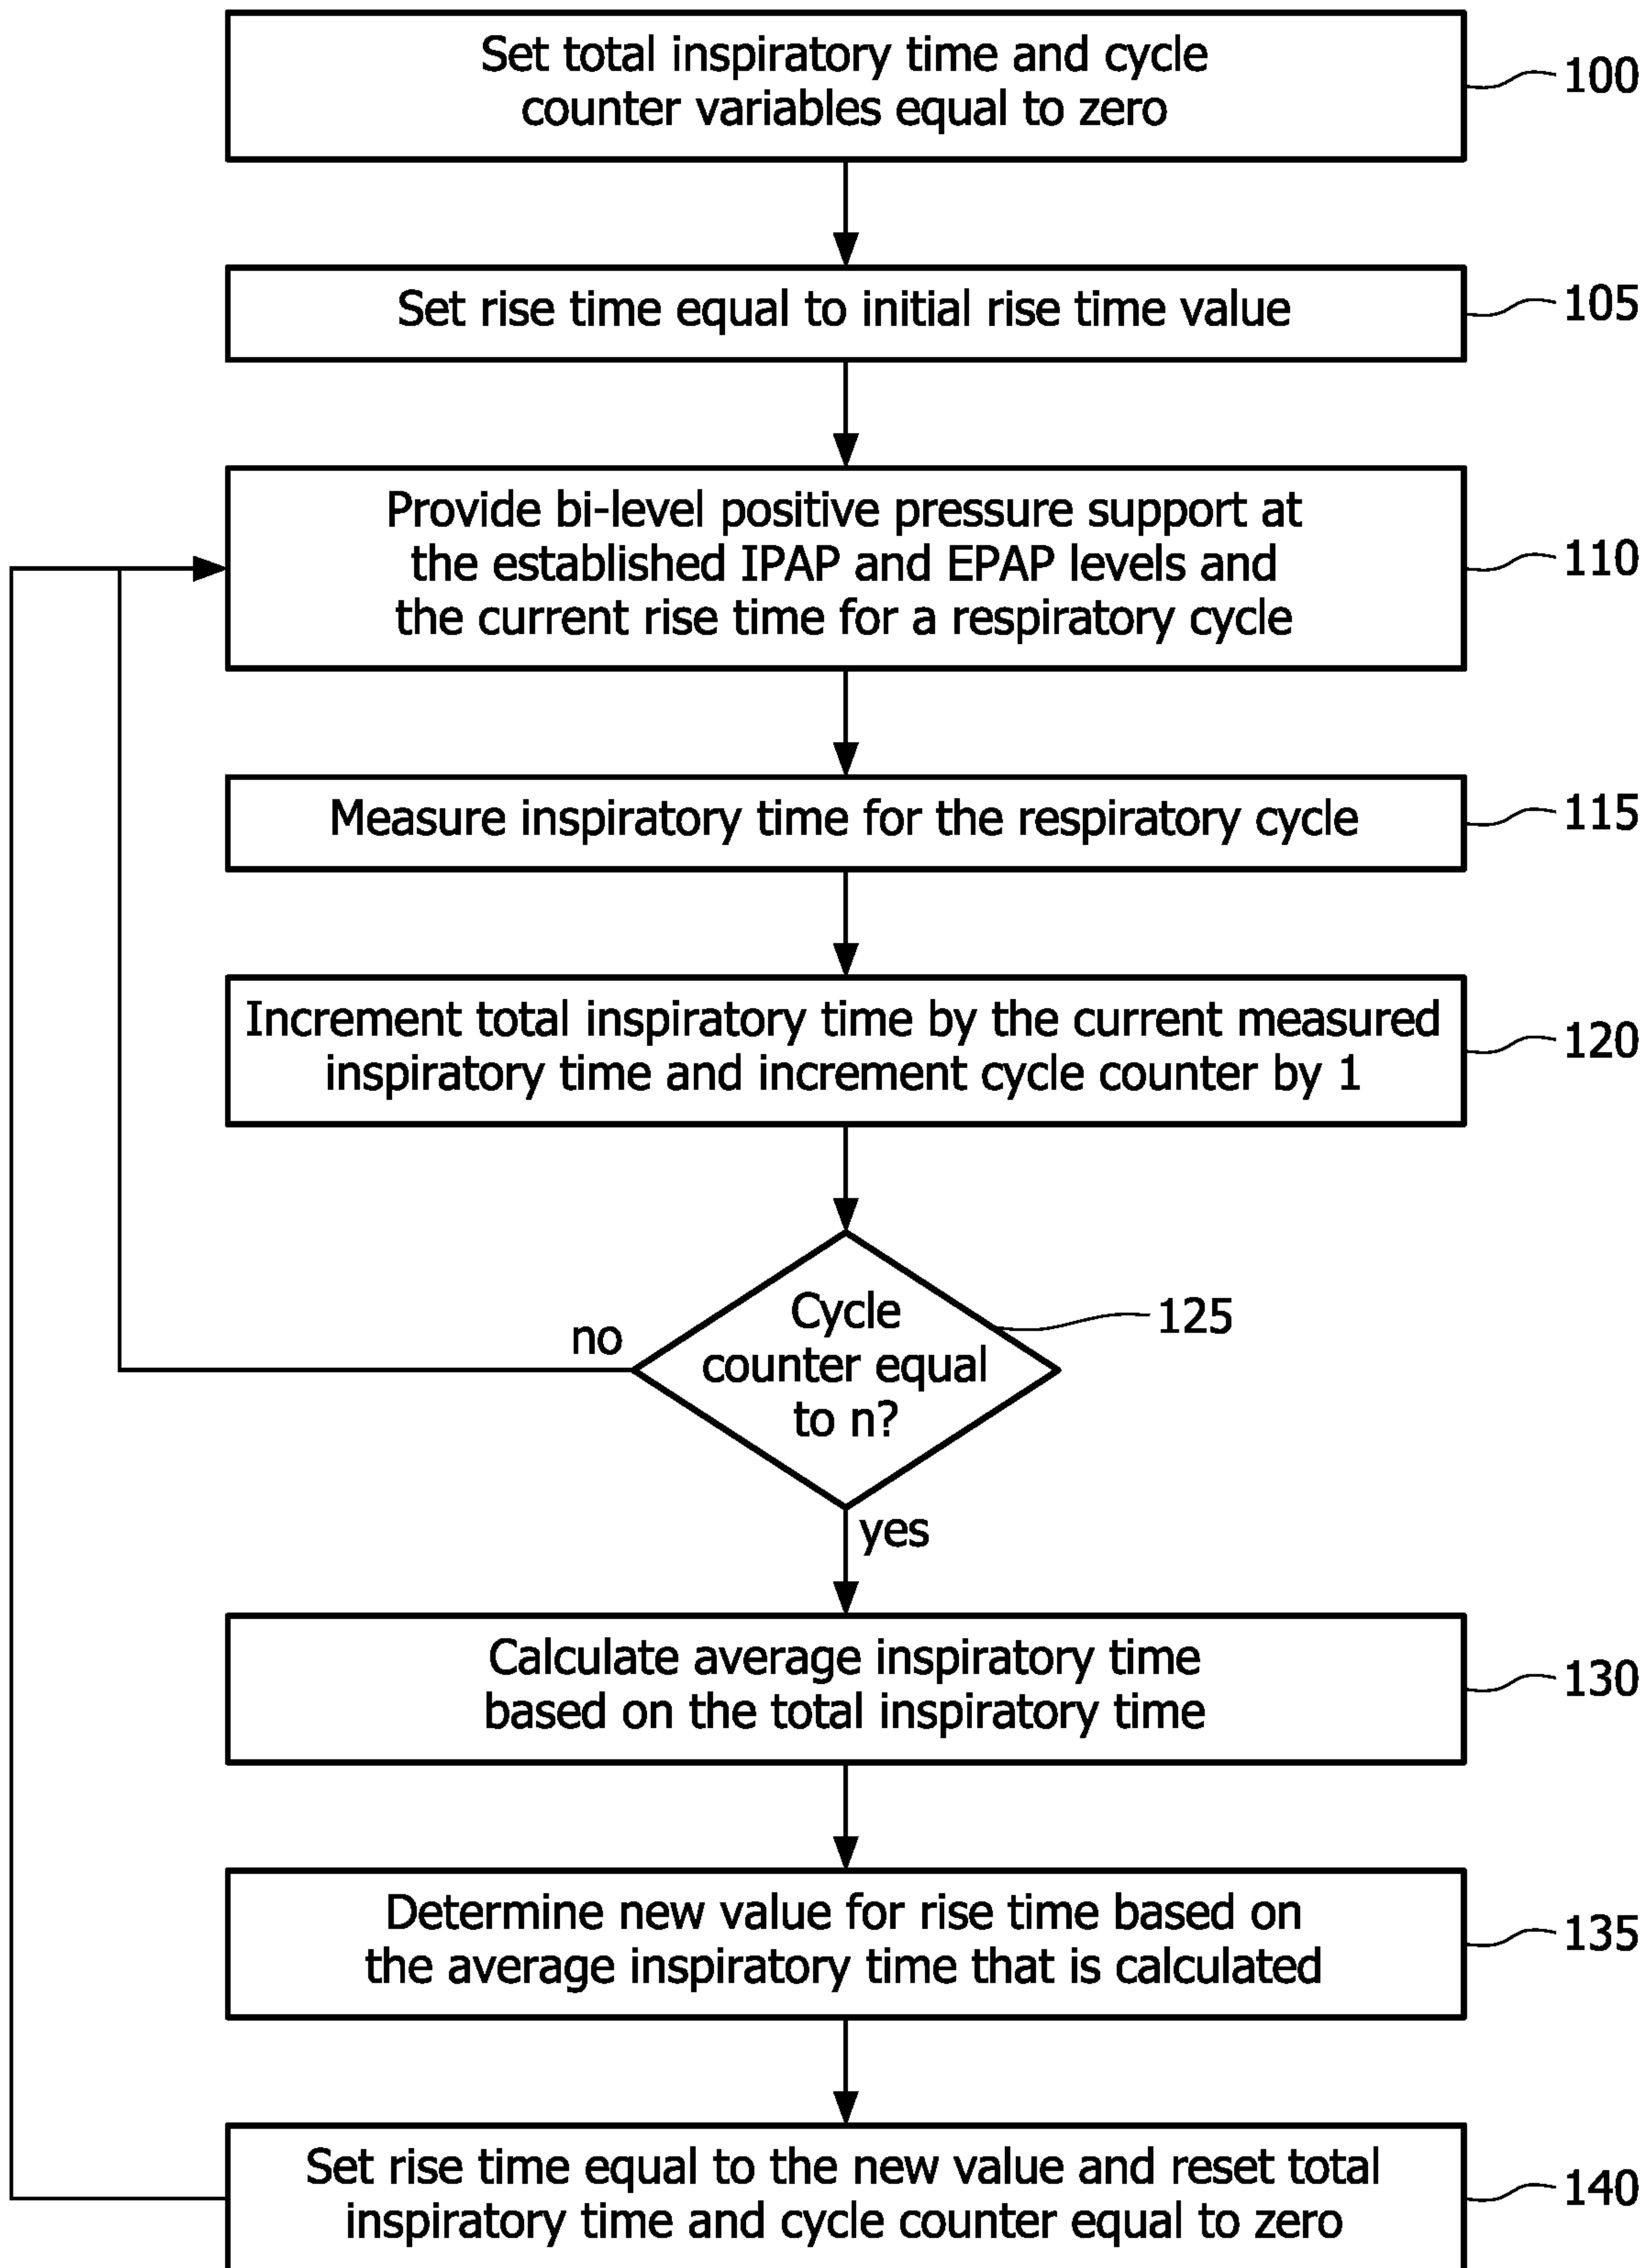 Set total inspiratory time and cycle
counter variables equal to zero
100
Set rise time equal to initial rise time value
105
Provide bi-level positive pressure support at
the established IPAP and EPAP levels and
the current rise time for a respiratory cycle
110
Measure inspiratory time for the respiratory cycle
115
Increment total inspiratory time by the current measured
inspiratory time and increment cycle counter by 1
120
Cycle
counter equal
to n?
125
no
yes
Calculate average inspiratory time
based on the total inspiratory time
130
Determine new value for rise time based on
the average inspiratory time that is calculated
135
Set rise time equal to the new value and reset total
inspiratory time and cycle counter equal to zero
140